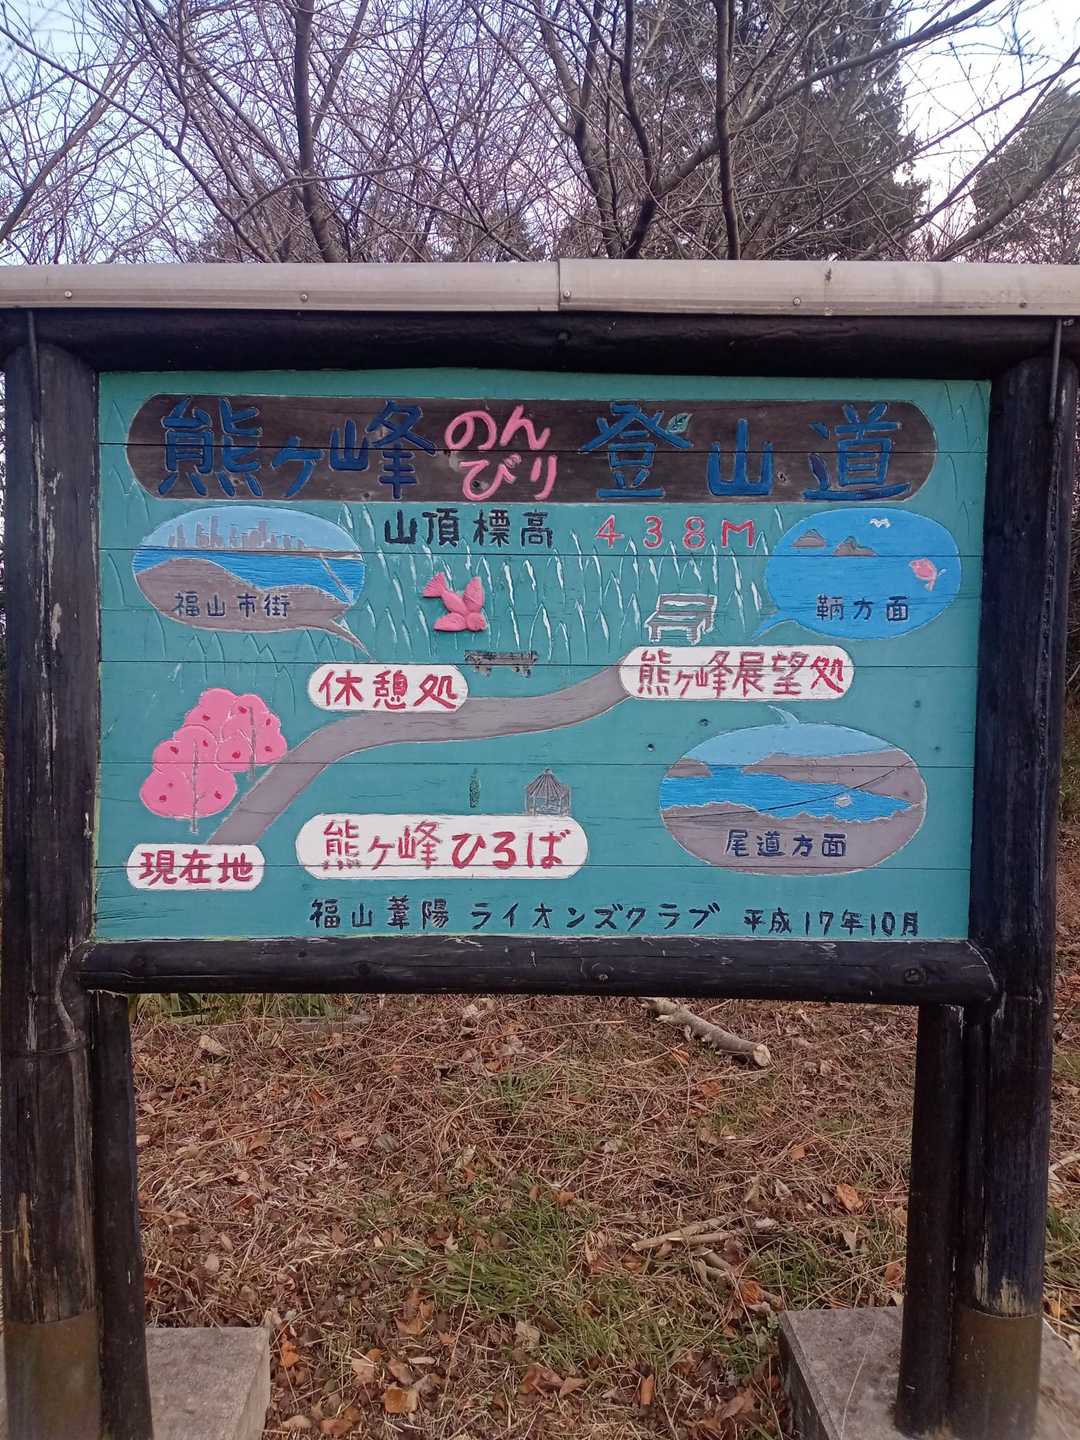 熊ヶ峰のんびり登山道
山頂標高 438M
福山市街
鞆方面
休憩処
熊ヶ峰展望処
尾道方面
熊ヶ峰ひろば
現在地
福山葦陽ライオンズクラブ 平成17年10月